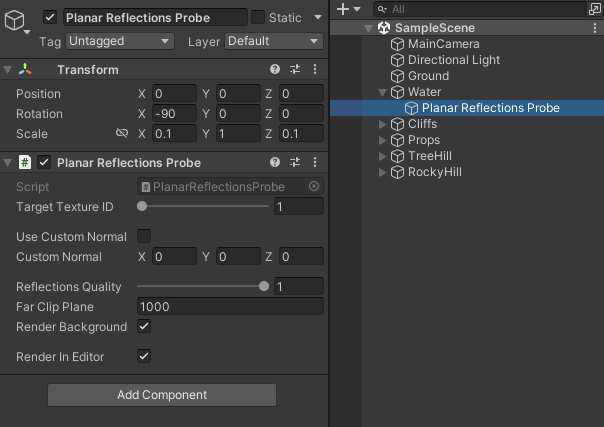 Planar Reflections Probe
Static
Tag Untagged Layer Default
Transform
Position X 0 Y 0 Z 0
Rotation X -90 Y 0 Z 0
Scale X 0.1 Y 1 Z 0.1
# Planar Reflections Probe
Script # PlanarReflectionsProbe
Target Texture ID 1
Use Custom Normal
Custom Normal X 0 Y 0 Z 0
Reflections Quality 1
Far Clip Plane 1000
Render Background
Render In Editor
Add Component
All
SampleScene
MainCamera
Directional Light
Ground
Water
Planar Reflections Probe
Cliffs
Props
TreeHill
RockyHill